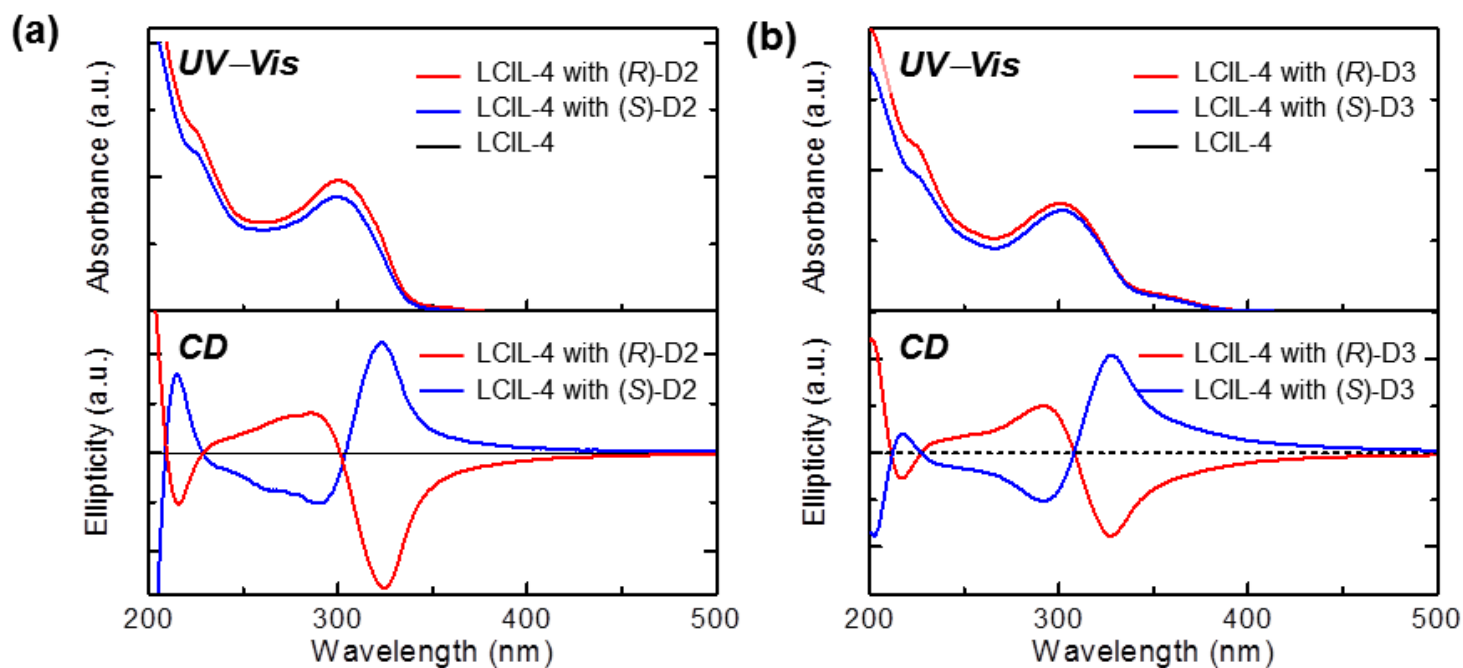 (a)
UV–Vis
LCIL-4 with (R)-D2
LCIL-4 with (S)-D2
LCIL-4
Absorbance (a.u.)
CD
LCIL-4 with (R)-D2
LCIL-4 with (S)-D2
Ellipticity (a.u.)
200 300 400 500
Wavelength (nm)
(b)
UV–Vis
LCIL-4 with (R)-D3
LCIL-4 with (S)-D3
LCIL-4
Absorbance (a.u.)
CD
LCIL-4 with (R)-D3
LCIL-4 with (S)-D3
Ellipticity (a.u.)
200 300 400 500
Wavelength (nm)